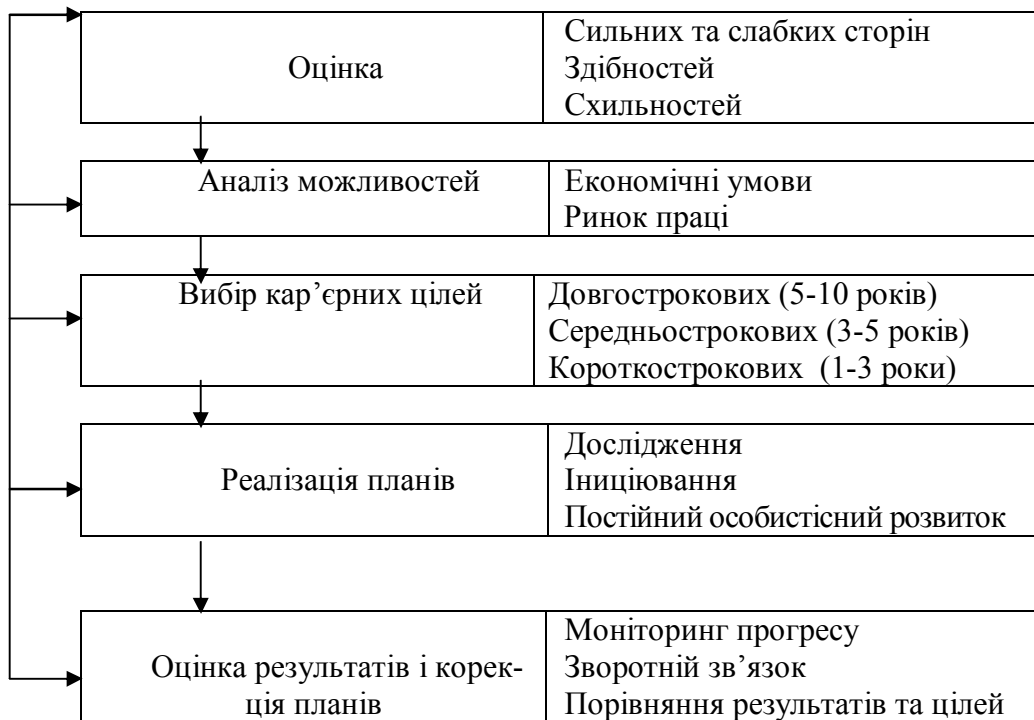 Оцінка
Сильних та слабких сторін
Здібностей
Схильностей
Аналіз можливостей
Економічні умови
Ринок праці
Вибір кар’єрних цілей
Довгострокових (5-10 років)
Середньострокових (3-5 років)
Короткострокових (1-3 роки)
Реалізація планів
Дослідження
Иниціювання
Постійний особистісний розвиток
Оцінка результатів і корек-
ція планів
Моніторинг прогресу
Зворотній зв’язок
Порівняння результатів та цілей